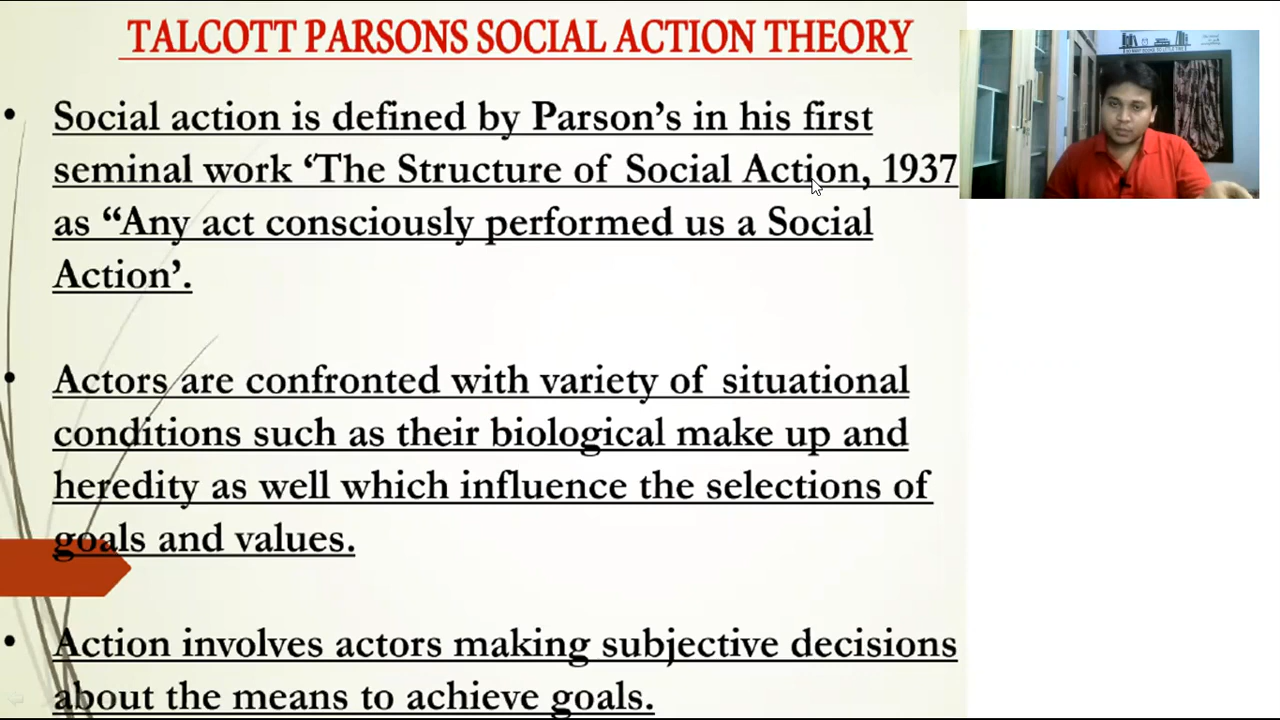 TALCOTT PARSONS SOCIAL ACTION THEORY
• Social action is defined by Parson’s in his first
seminal work ‘The Structure of Social Action, 1937
as “Any act consciously performed us a Social
Action’.
• Actors are confronted with variety of situational
conditions such as their biological make up and
heredity as well which influence the selections of
goals and values.
• Action involves actors making subjective decisions
about the means to achieve goals.